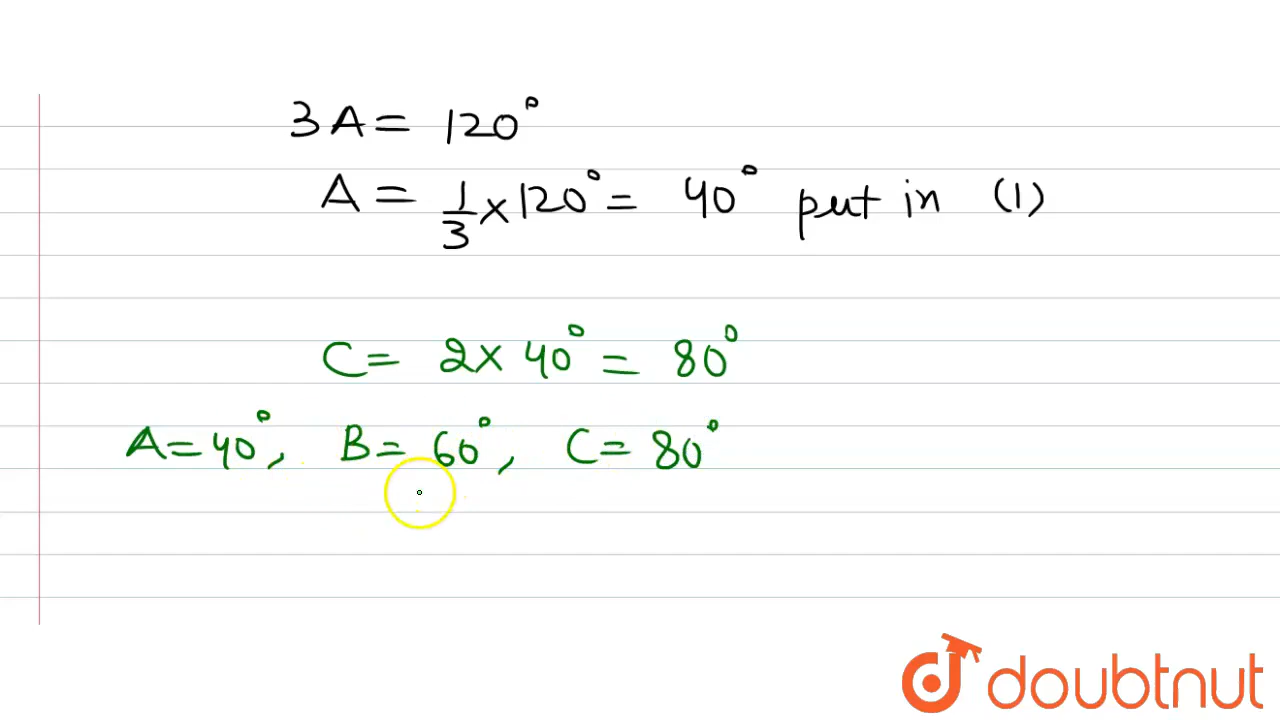 3A = 120°
A = 1/3 × 120° = 40° put in (1)
C = 2 × 40° = 80°
A = 40°, B = 60°, C = 80°
doubtnut